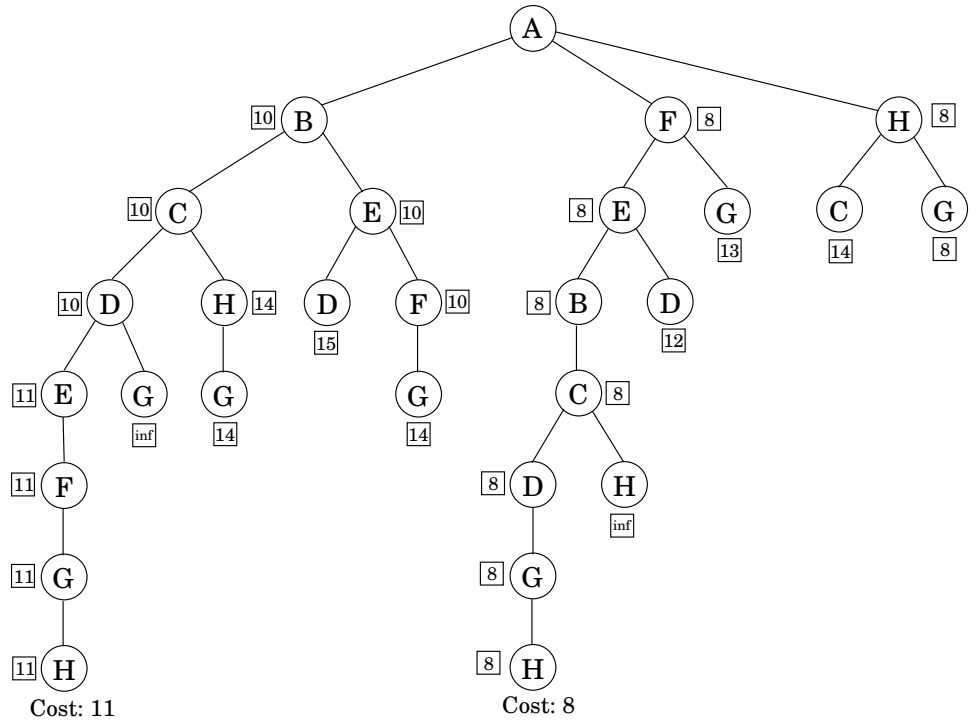 A
10 B F 8 H 8
10 C E 10 8 E G C G
13 14 8
10 D H 14 D F 10 8 B D
15 12
11 E G G G C 8
inf 14 14
11 F 8 D H
inf
11 G 8 G
11 H 8 H
Cost: 11 Cost: 8